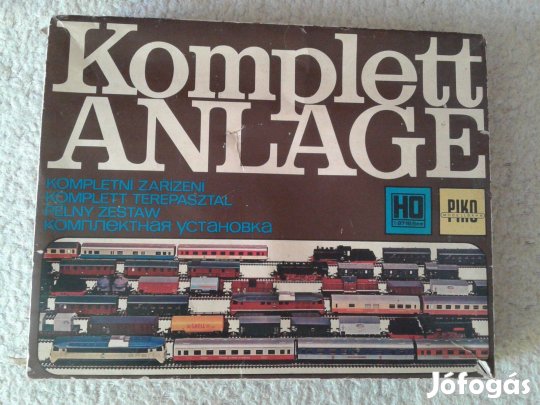 Komplett
ANLAGE
KOMPLETNÍ ZAŘÍZENÍ
KOMPLETT TEREPASZTAL
PEŁNY ZESTAW
КОМПЛЕКТНАЯ УСТАНОВКА
HO
PIKO
Jófogás